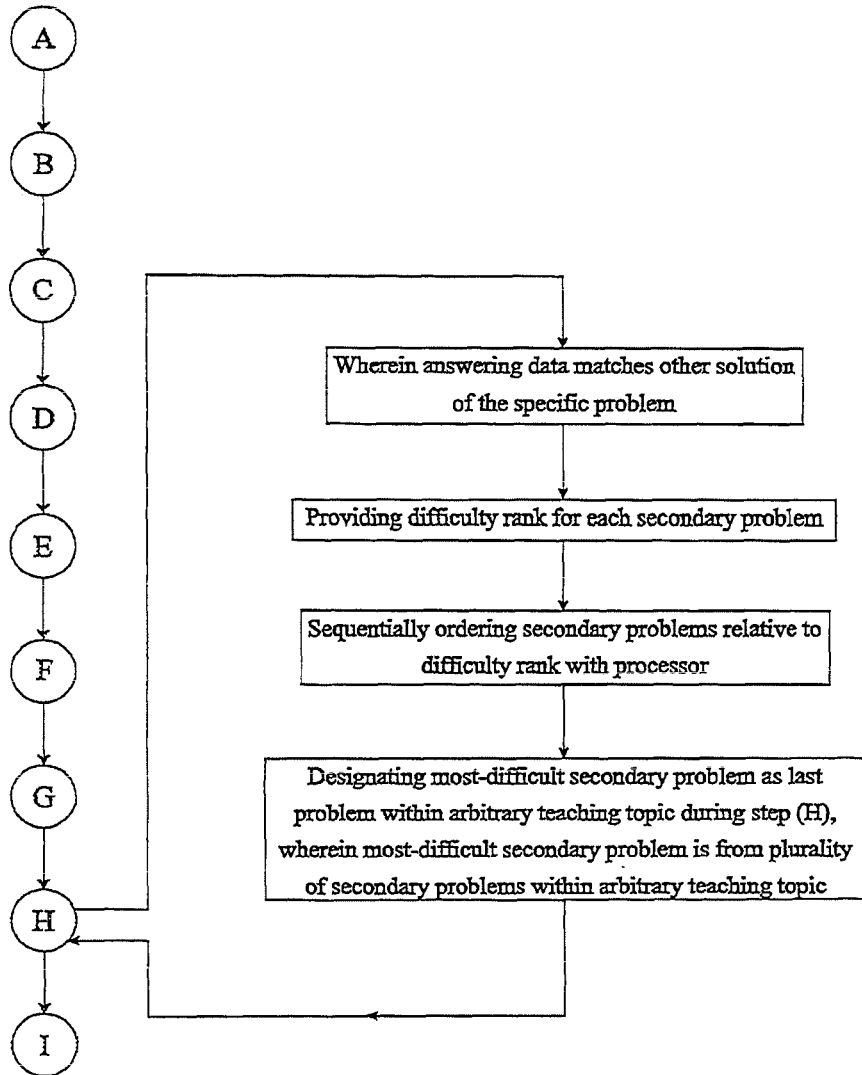 A
B
C
D
E
F
G
H
I
Wherein answering data matches other solution
of the specific problem
Providing difficulty rank for each secondary problem
Sequentially ordering secondary problems relative to
difficulty rank with processor
Designating most-difficult secondary problem as last
problem within arbitrary teaching topic during step (H),
wherein most-difficult secondary problem is from plurality
of secondary problems within arbitrary teaching topic